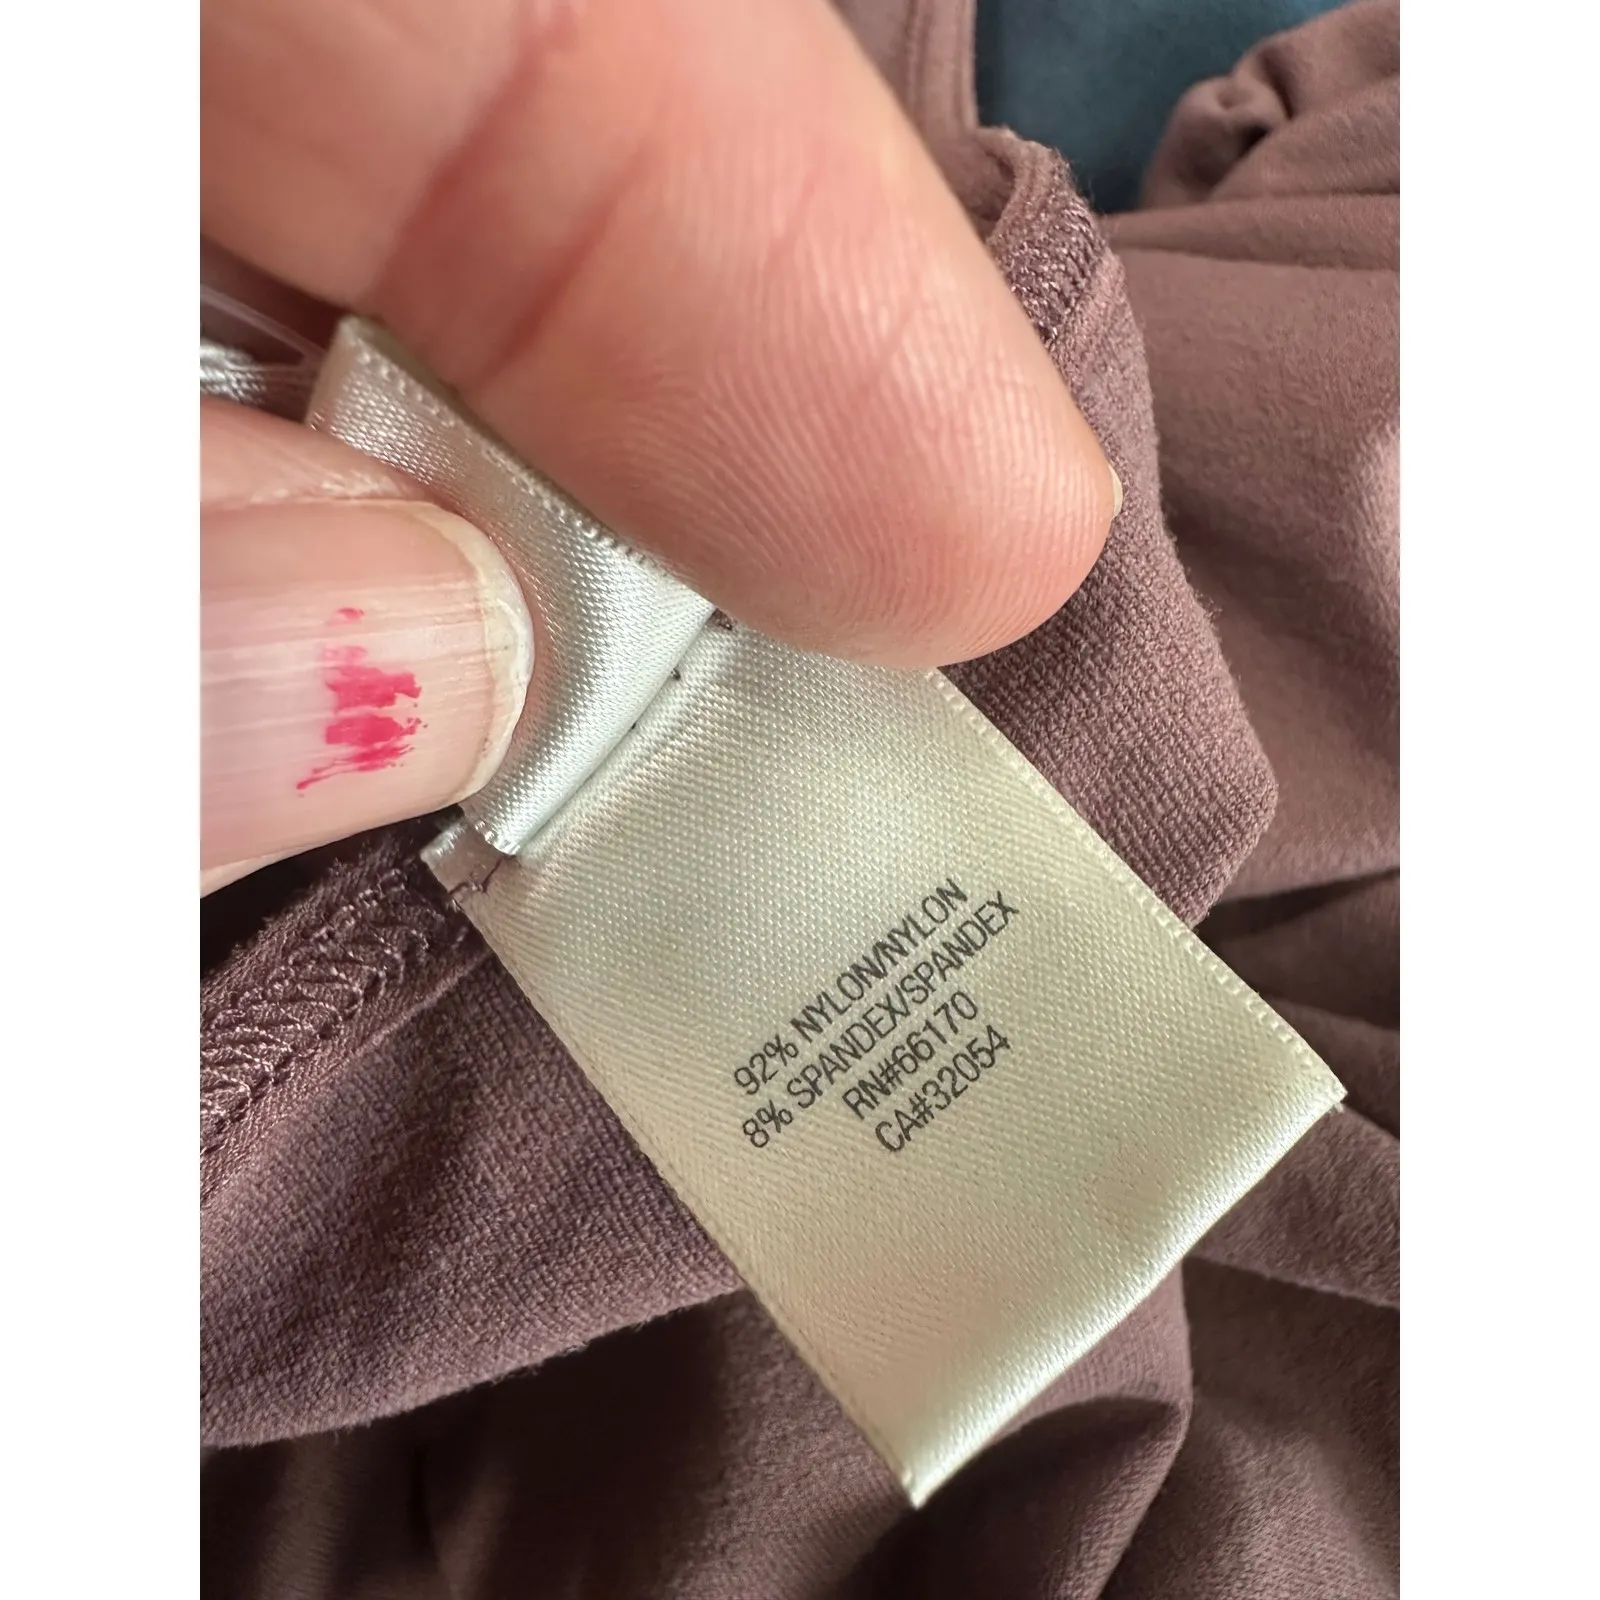 92% NYLON/NYLON
8% SPANDEX/SPANDEX
RN#66170
CA#32054